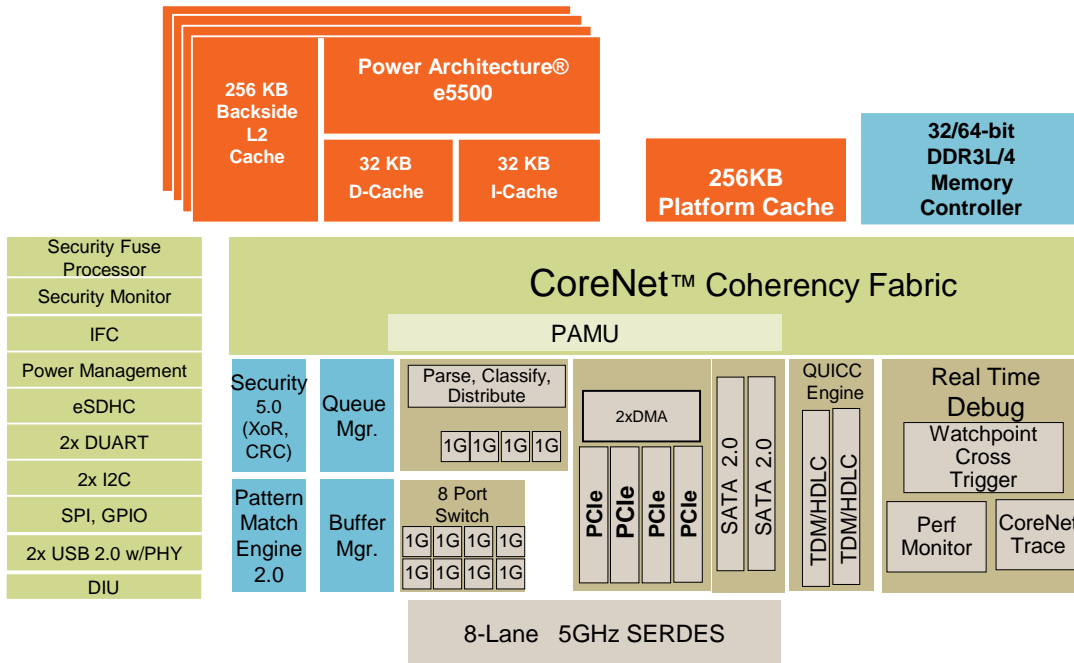 Power Architecture®
e5500
256 KB
Backside
L2
Cache
32 KB
D-Cache
32 KB
I-Cache
256KB
Platform Cache
32/64-bit
DDR3L/4
Memory
Controller
Security Fuse
Processor
Security Monitor
IFC
Power Management
eSDHC
2x DUART
2x I2C
SPI, GPIO
2x USB 2.0 w/PHY
DIU
CoreNet™ Coherency Fabric
PAMU
Security
5.0
(XoR,
CRC)
Queue
Mgr.
Pattern
Match
Engine
2.0
Buffer
Mgr.
Parse, Classify,
Distribute
1G 1G 1G 1G
8 Port
Switch
1G 1G 1G 1G
1G 1G 1G 1G
2xDMA
PCIe
PCIe
PCIe
PCIe
SATA 2.0
SATA 2.0
QUICC
Engine
TDM/HDLC
TDM/HDLC
Real Time
Debug
Watchpoint
Cross
Trigger
Perf
Monitor
CoreNet
Trace
8-Lane 5GHz SERDES